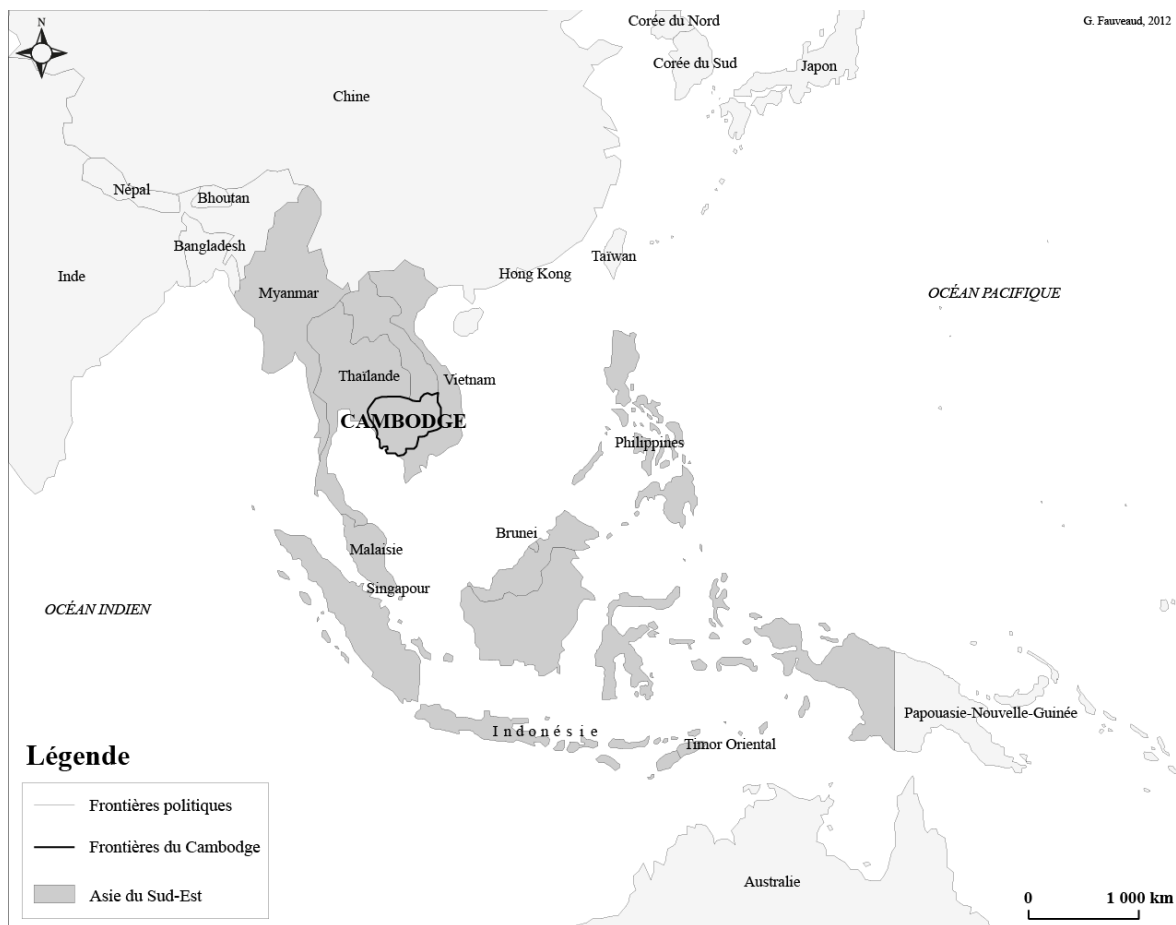 N
G. Fauveaud, 2012
Corée du Nord
Corée du Sud
Japon
Chine
Népal
Bhoutan
Bangladesh
Taïwan
Inde
Hong Kong
Myanmar
OCÉAN PACIFIQUE
Thaïlande
Vietnam
CAMBODGE
Philippines
Brunei
Malaisie
Singapour
OCÉAN INDIEN
Papouasie-Nouvelle-Guinée
Indonésie
Timor Oriental
Légende
Frontières politiques
Frontières du Cambodge
Asie du Sud-Est
Australie
0 1 000 km